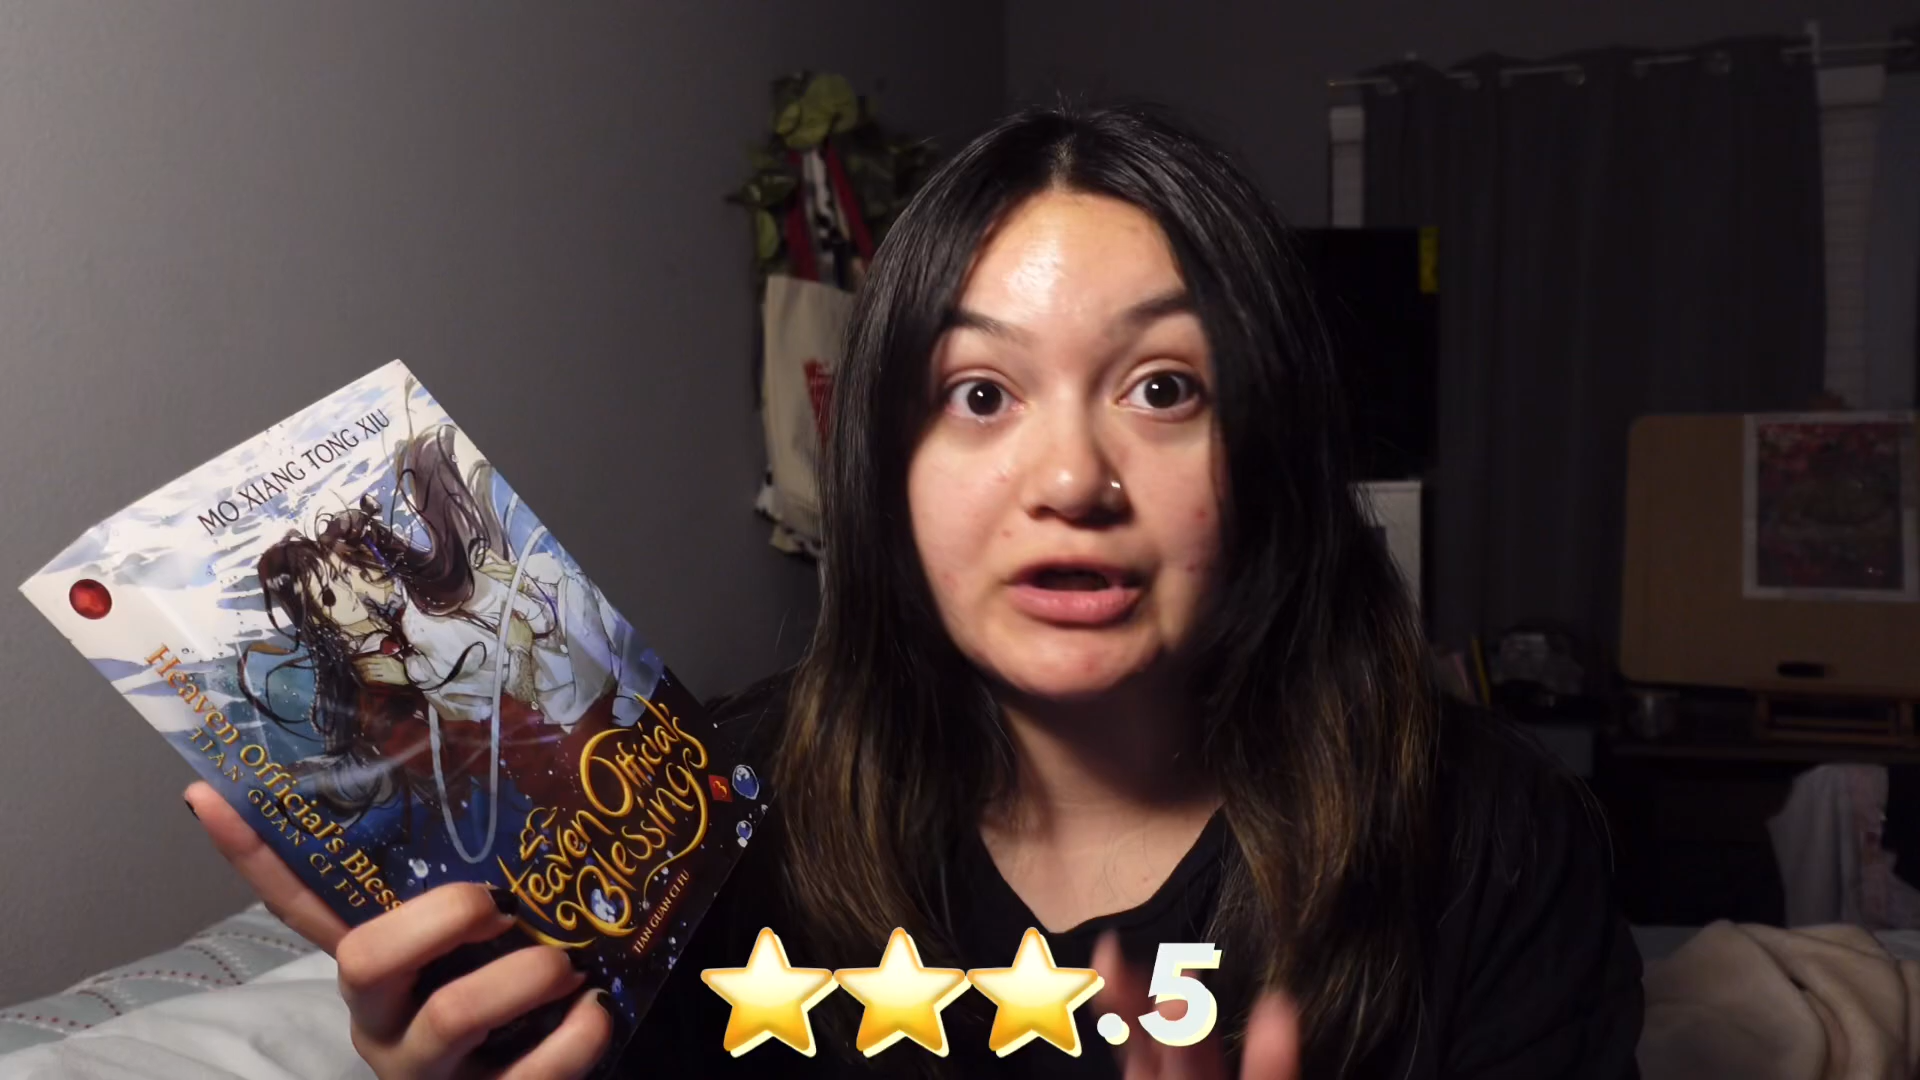 MO XIANG TONG XIU
Heaven Official's Bless
TIAN GUAN CI FU
Heaven
Official's
Blessing
3
TIAN GUAN CI FU
.5